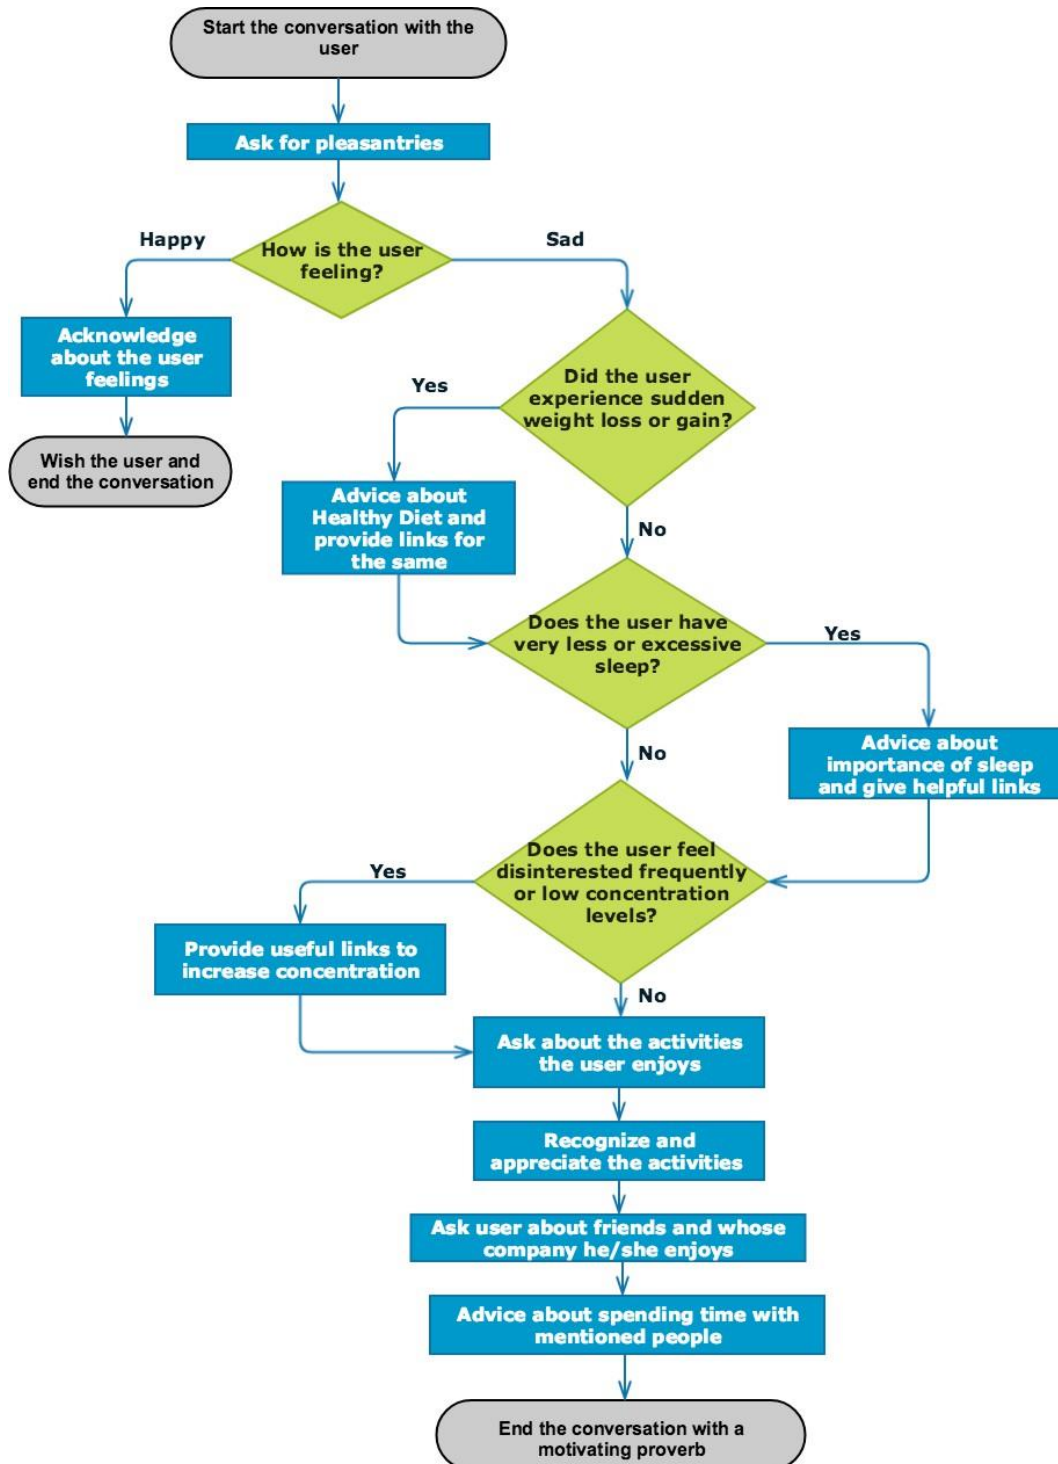 Start the conversation with the
user
Ask for pleasantries
How is the user
feeling?
Happy
Sad
Acknowledge
about the user
feelings
Wish the user and
end the conversation
Did the user
experience sudden
weight loss or gain?
Yes
Advice about
Healthy Diet and
provide links for
the same
No
Does the user have
very less or excessive
sleep?
Yes
Advice about
importance of sleep
and give helpful links
No
Does the user feel
disinterested frequently
or low concentration
levels?
Yes
Provide useful links to
increase concentration
No
Ask about the activities
the user enjoys
Recognize and
appreciate the activities
Ask user about friends and whose
company he/she enjoys
Advice about spending time with
mentioned people
End the conversation with a
motivating proverb